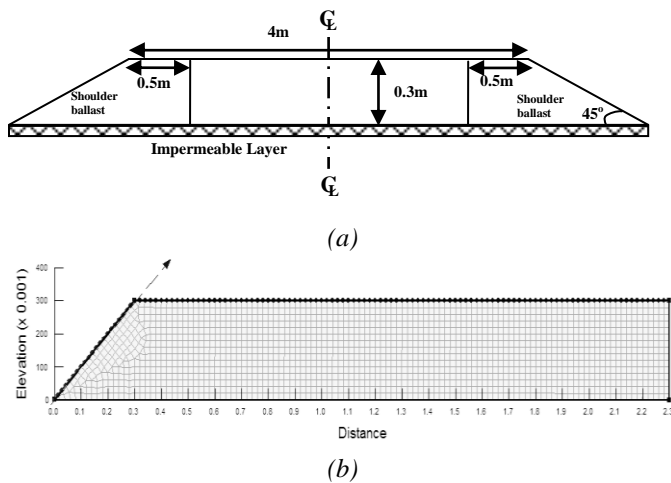 ℄
4m
0.5m
0.3m
0.5m
Shoulder ballast
Shoulder ballast
45º
Impermeable Layer
℄
(a)
Elevation (x 0.001)
400
300
200
100
0
0.0 0.1 0.2 0.3 0.4 0.5 0.6 0.7 0.8 0.9 1.0 1.1 1.2 1.3 1.4 1.5 1.6 1.7 1.8 1.9 2.0 2.1 2.2 2.3
Distance
(b)